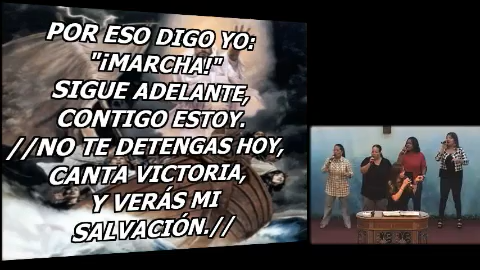 POR ESO DIGO YO:
"¡MARCHA!"
SIGUE ADELANTE,
CONTIGO ESTOY.
//NO TE DETENGAS HOY,
CANTA VICTORIA,
Y VERÁS MI
SALVACIÓN.//